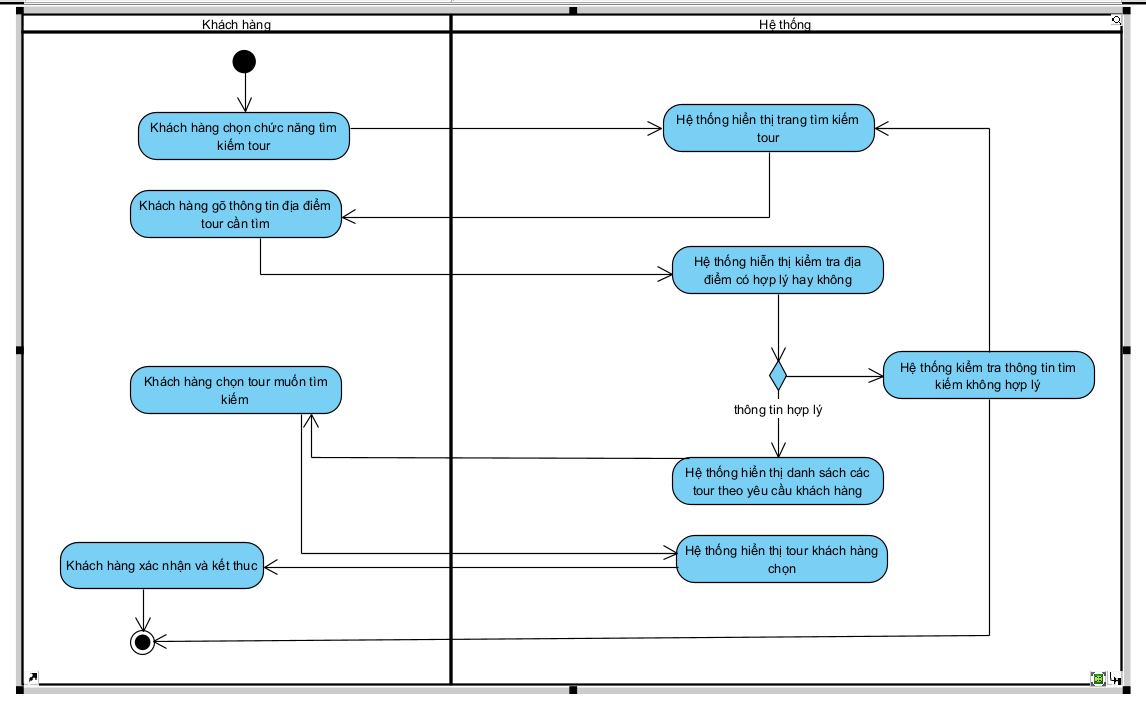 Khách hàng
Hệ thống
Khách hàng chọn chức năng tìm
kiếm tour
Hệ thống hiển thị trang tìm kiếm
tour
Khách hàng gõ thông tin địa điểm
tour cần tìm
Hệ thống hiễn thị kiểm tra địa
điểm có hợp lý hay không
Khách hàng chọn tour muốn tìm
kiếm
Hệ thống kiểm tra thông tin tìm
kiếm không hợp lý
thông tin hợp lý
Hệ thống hiển thị danh sách các
tour theo yêu cầu khách hàng
Hệ thống hiển thị tour khách hàng
chọn
Khách hàng xác nhận và kết thuc